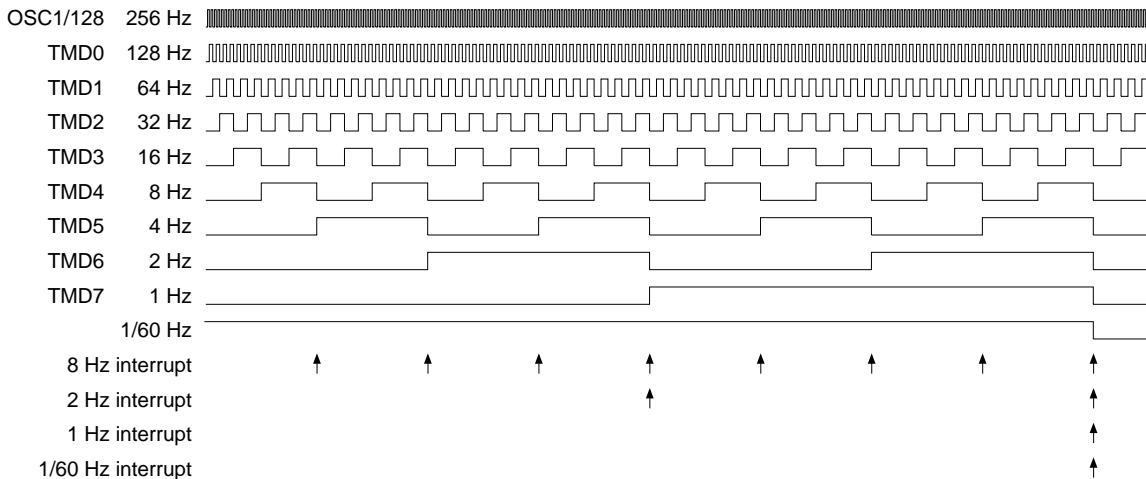 OSC1/128 256 Hz
TMD0 128 Hz
TMD1 64 Hz
TMD2 32 Hz
TMD3 16 Hz
TMD4 8 Hz
TMD5 4 Hz
TMD6 2 Hz
TMD7 1 Hz
1/60 Hz
8 Hz interrupt
2 Hz interrupt
1 Hz interrupt
1/60 Hz interrupt